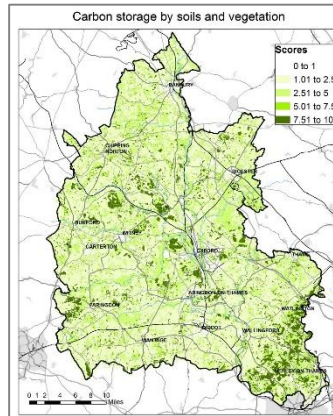 Carbon storage by soils and vegetation
Scores
0 to 1
1.01 to 2.5
2.51 to 5
5.01 to 7.5
7.51 to 10
BANBURY
CHIPPING
NORTON
BICESTER
BURFORD
WITNEY
CARTERTON
OXFORD
THAME
ABINGDON-ON-THAMES
FARINGDON
WATLINGTON
DIDCOT
WALLINGFORD
WANTAGE
HENLEY-ON-THAMES
0 2 4 6 8 10
Miles